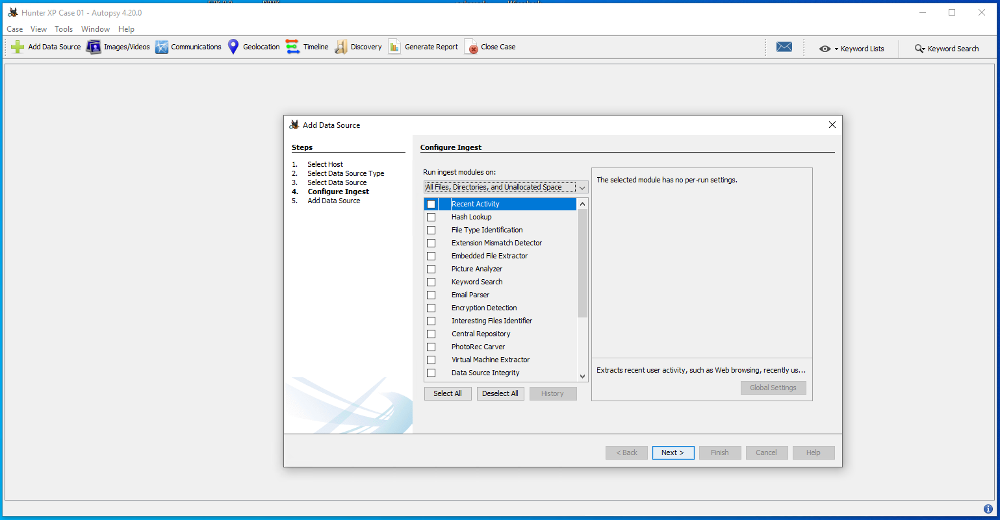 Hunter XP Case 01 - Autopsy 4.20.0
Case View Tools Window Help
Add Data Source Images/Videos Communications Geolocation Timeline Discovery Generate Report Close Case Keyword Lists Keyword Search
Add Data Source
Steps
1. Select Host
2. Select Data Source Type
3. Select Data Source
4. Configure Ingest
5. Add Data Source
Configure Ingest
Run ingest modules on:
All Files, Directories, and Unallocated Space
Recent Activity
Hash Lookup
File Type Identification
Extension Mismatch Detector
Embedded File Extractor
Picture Analyzer
Keyword Search
Email Parser
Encryption Detection
Interesting Files Identifier
Central Repository
PhotoRec Carver
Virtual Machine Extractor
Data Source Integrity
Select All Deselect All History
The selected module has no per-run settings.
Extracts recent user activity, such as Web browsing, recently us...
Global Settings
< Back Next > Finish Cancel Help